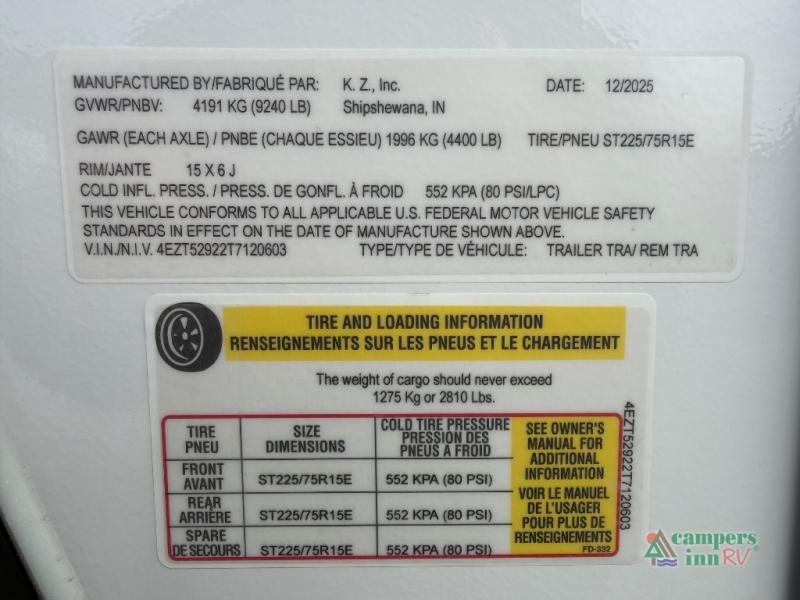 MANUFACTURED BY/FABRIQUÉ PAR: K. Z., Inc. DATE: 12/2025
GVWR/PNBV: 4191 KG (9240 LB) Shipshewana, IN
GAWR (EACH AXLE) / PNBE (CHAQUE ESSIEU) 1996 KG (4400 LB) TIRE/PNEU ST225/75R15E
RIM/JANTE 15 X 6 J
COLD INFL. PRESS. / PRESS. DE GONFL. À FROID 552 KPA (80 PSI/LPC)
THIS VEHICLE CONFORMS TO ALL APPLICABLE U.S. FEDERAL MOTOR VEHICLE SAFETY
STANDARDS IN EFFECT ON THE DATE OF MANUFACTURE SHOWN ABOVE.
V.I.N./N.I.V. 4EZT52922T7120603 TYPE/TYPE DE VÉHICULE: TRAILER TRA/ REM TRA
TIRE AND LOADING INFORMATION
RENSEIGNEMENTS SUR LES PNEUS ET LE CHARGEMENT
The weight of cargo should never exceed
1275 Kg or 2810 Lbs.
TIRE
PNEU
SIZE
DIMENSIONS
COLD TIRE PRESSURE
PRESSION DES
PNEUS A FROID
FRONT
AVANT
ST225/75R15E
552 KPA (80 PSI)
REAR
ARRIÈRE
ST225/75R15E
552 KPA (80 PSI)
SPARE
DE SECOURS
ST225/75R15E
552 KPA (80 PSI)
SEE OWNER'S
MANUAL FOR
ADDITIONAL
INFORMATION
VOIR LE MANUEL
DE L'USAGER
POUR PLUS DE
RENSEIGNEMENTS
FD-332
4EZT52922T7120603
campers
inn RV®